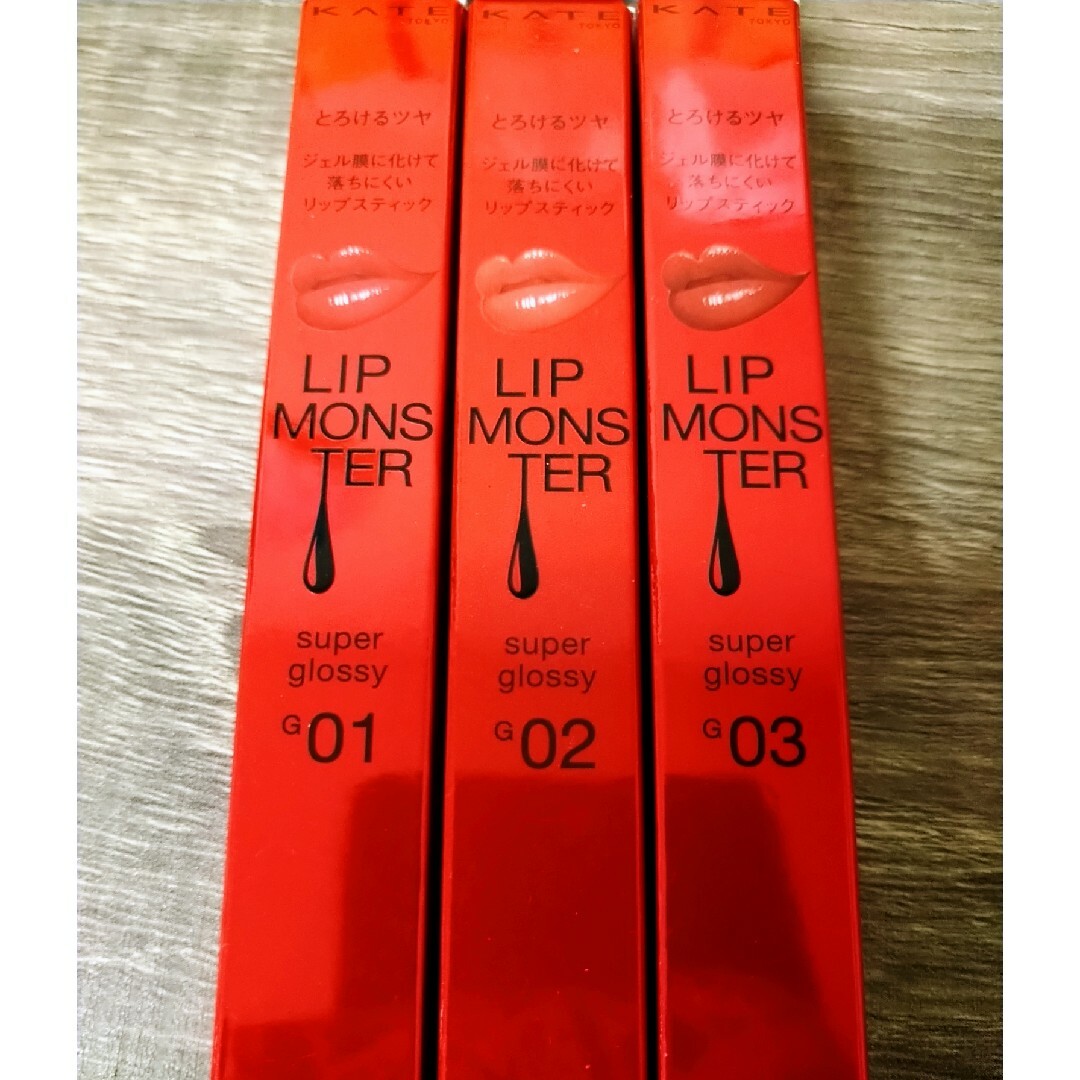 KATE
TOKYO
とろけるツヤ
ジェル膜に化けて
落ちにくい
リップスティック
LIP
MONS
TER
super
glossy
G01
KATE
TOKYO
とろけるツヤ
ジェル膜に化けて
落ちにくい
リップスティック
LIP
MONS
TER
super
glossy
G02
KATE
TOKYO
とろけるツヤ
ジェル膜に化けて
落ちにくい
リップスティック
LIP
MONS
TER
super
glossy
G03